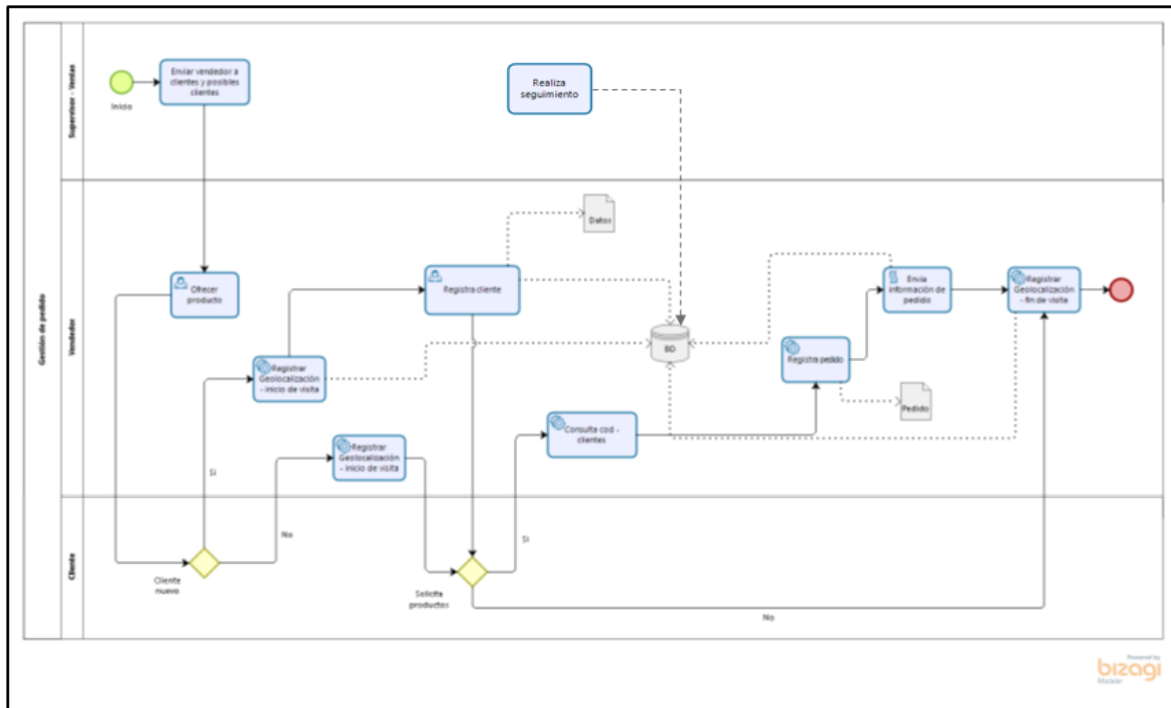 Gestión de pedido
Supervisor - Ventas
Inicio
Enviar vendedor a
clientes y posibles
clientes
Realiza
seguimiento
Vendedor
Ofrecer
producto
Registrar
Geolocalización
- inicio de visita
Registra cliente
Datos
BD
Envia
información de
pedido
Registrar
Geolocalización
- fin de visita
Registra pedido
Pedido
Registrar
Geolocalización
- inicio de visita
Consulta cod -
clientes
Cliente
Si
No
Cliente
nuevo
Solicita
productos
Si
No
Powered by
bizagi
Modeler